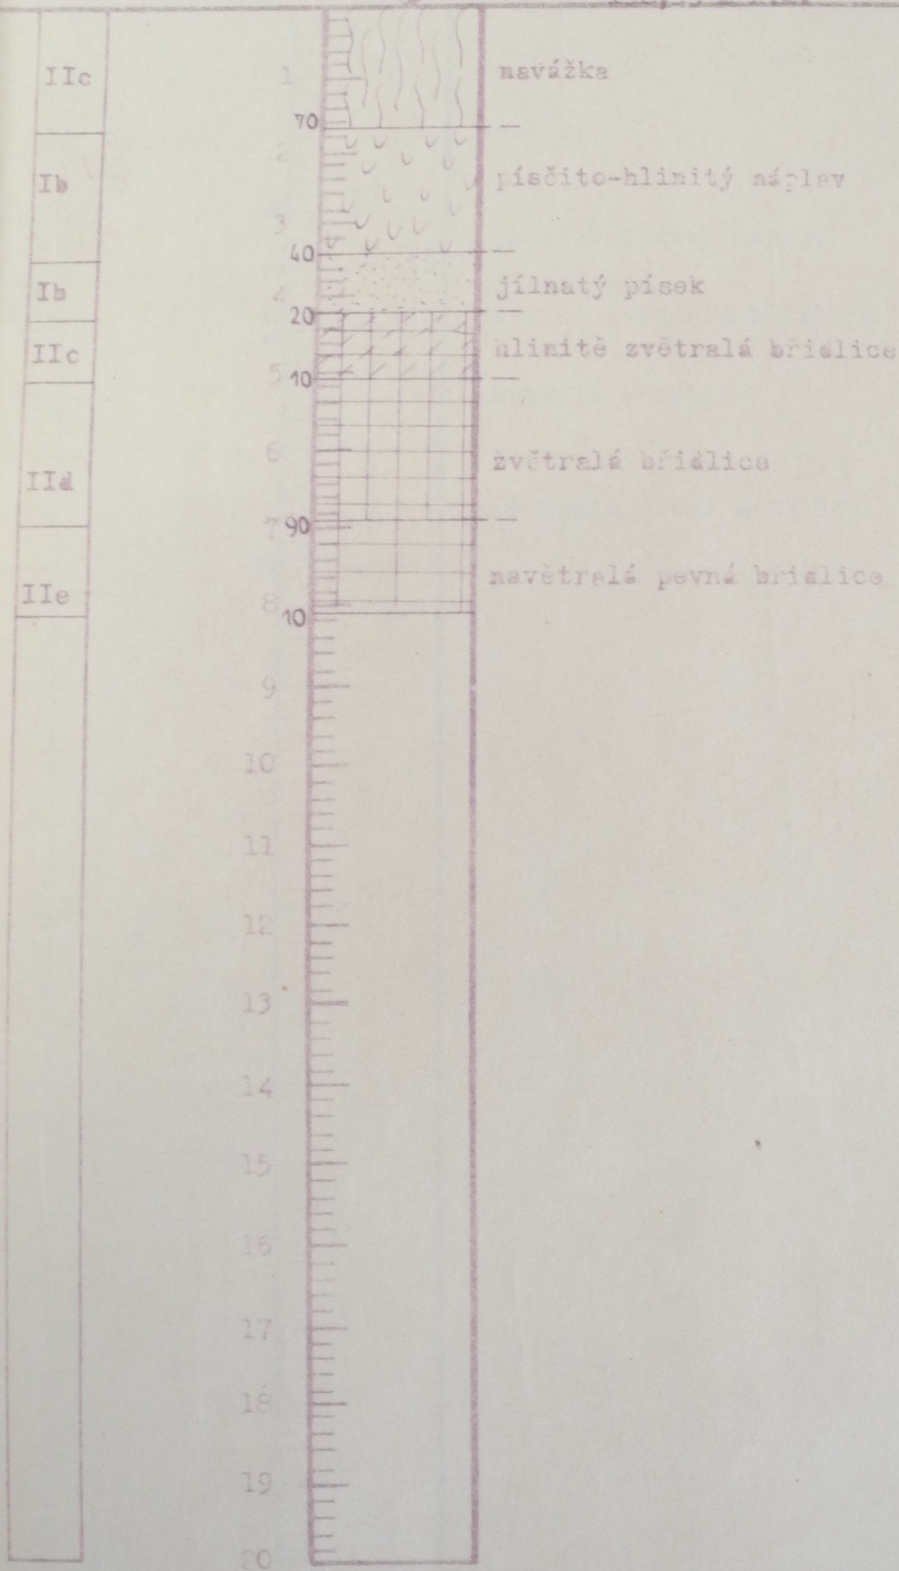 IIc 1 navážka
70
2
Ib písčito-hlinitý náplav
3
40
Ib 4 jílnatý písek
20
IIc hlinitě zvětralá břidlice
5 10
6 zvětralá břidlice
IId
7 90
navětralá pevná břidlice
IIe 8
10
9
10
11
12
13
14
15
16
17
18
19
20